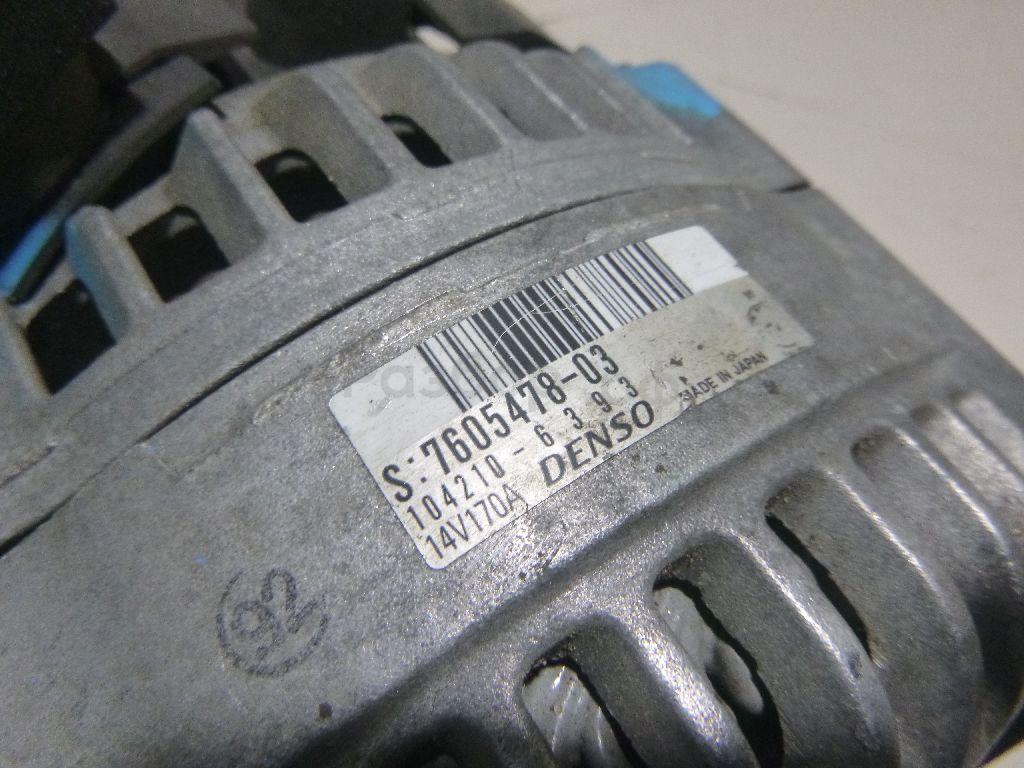 S:7605478-03
104210-6393
14V170A DENSO MADE IN JAPAN
92